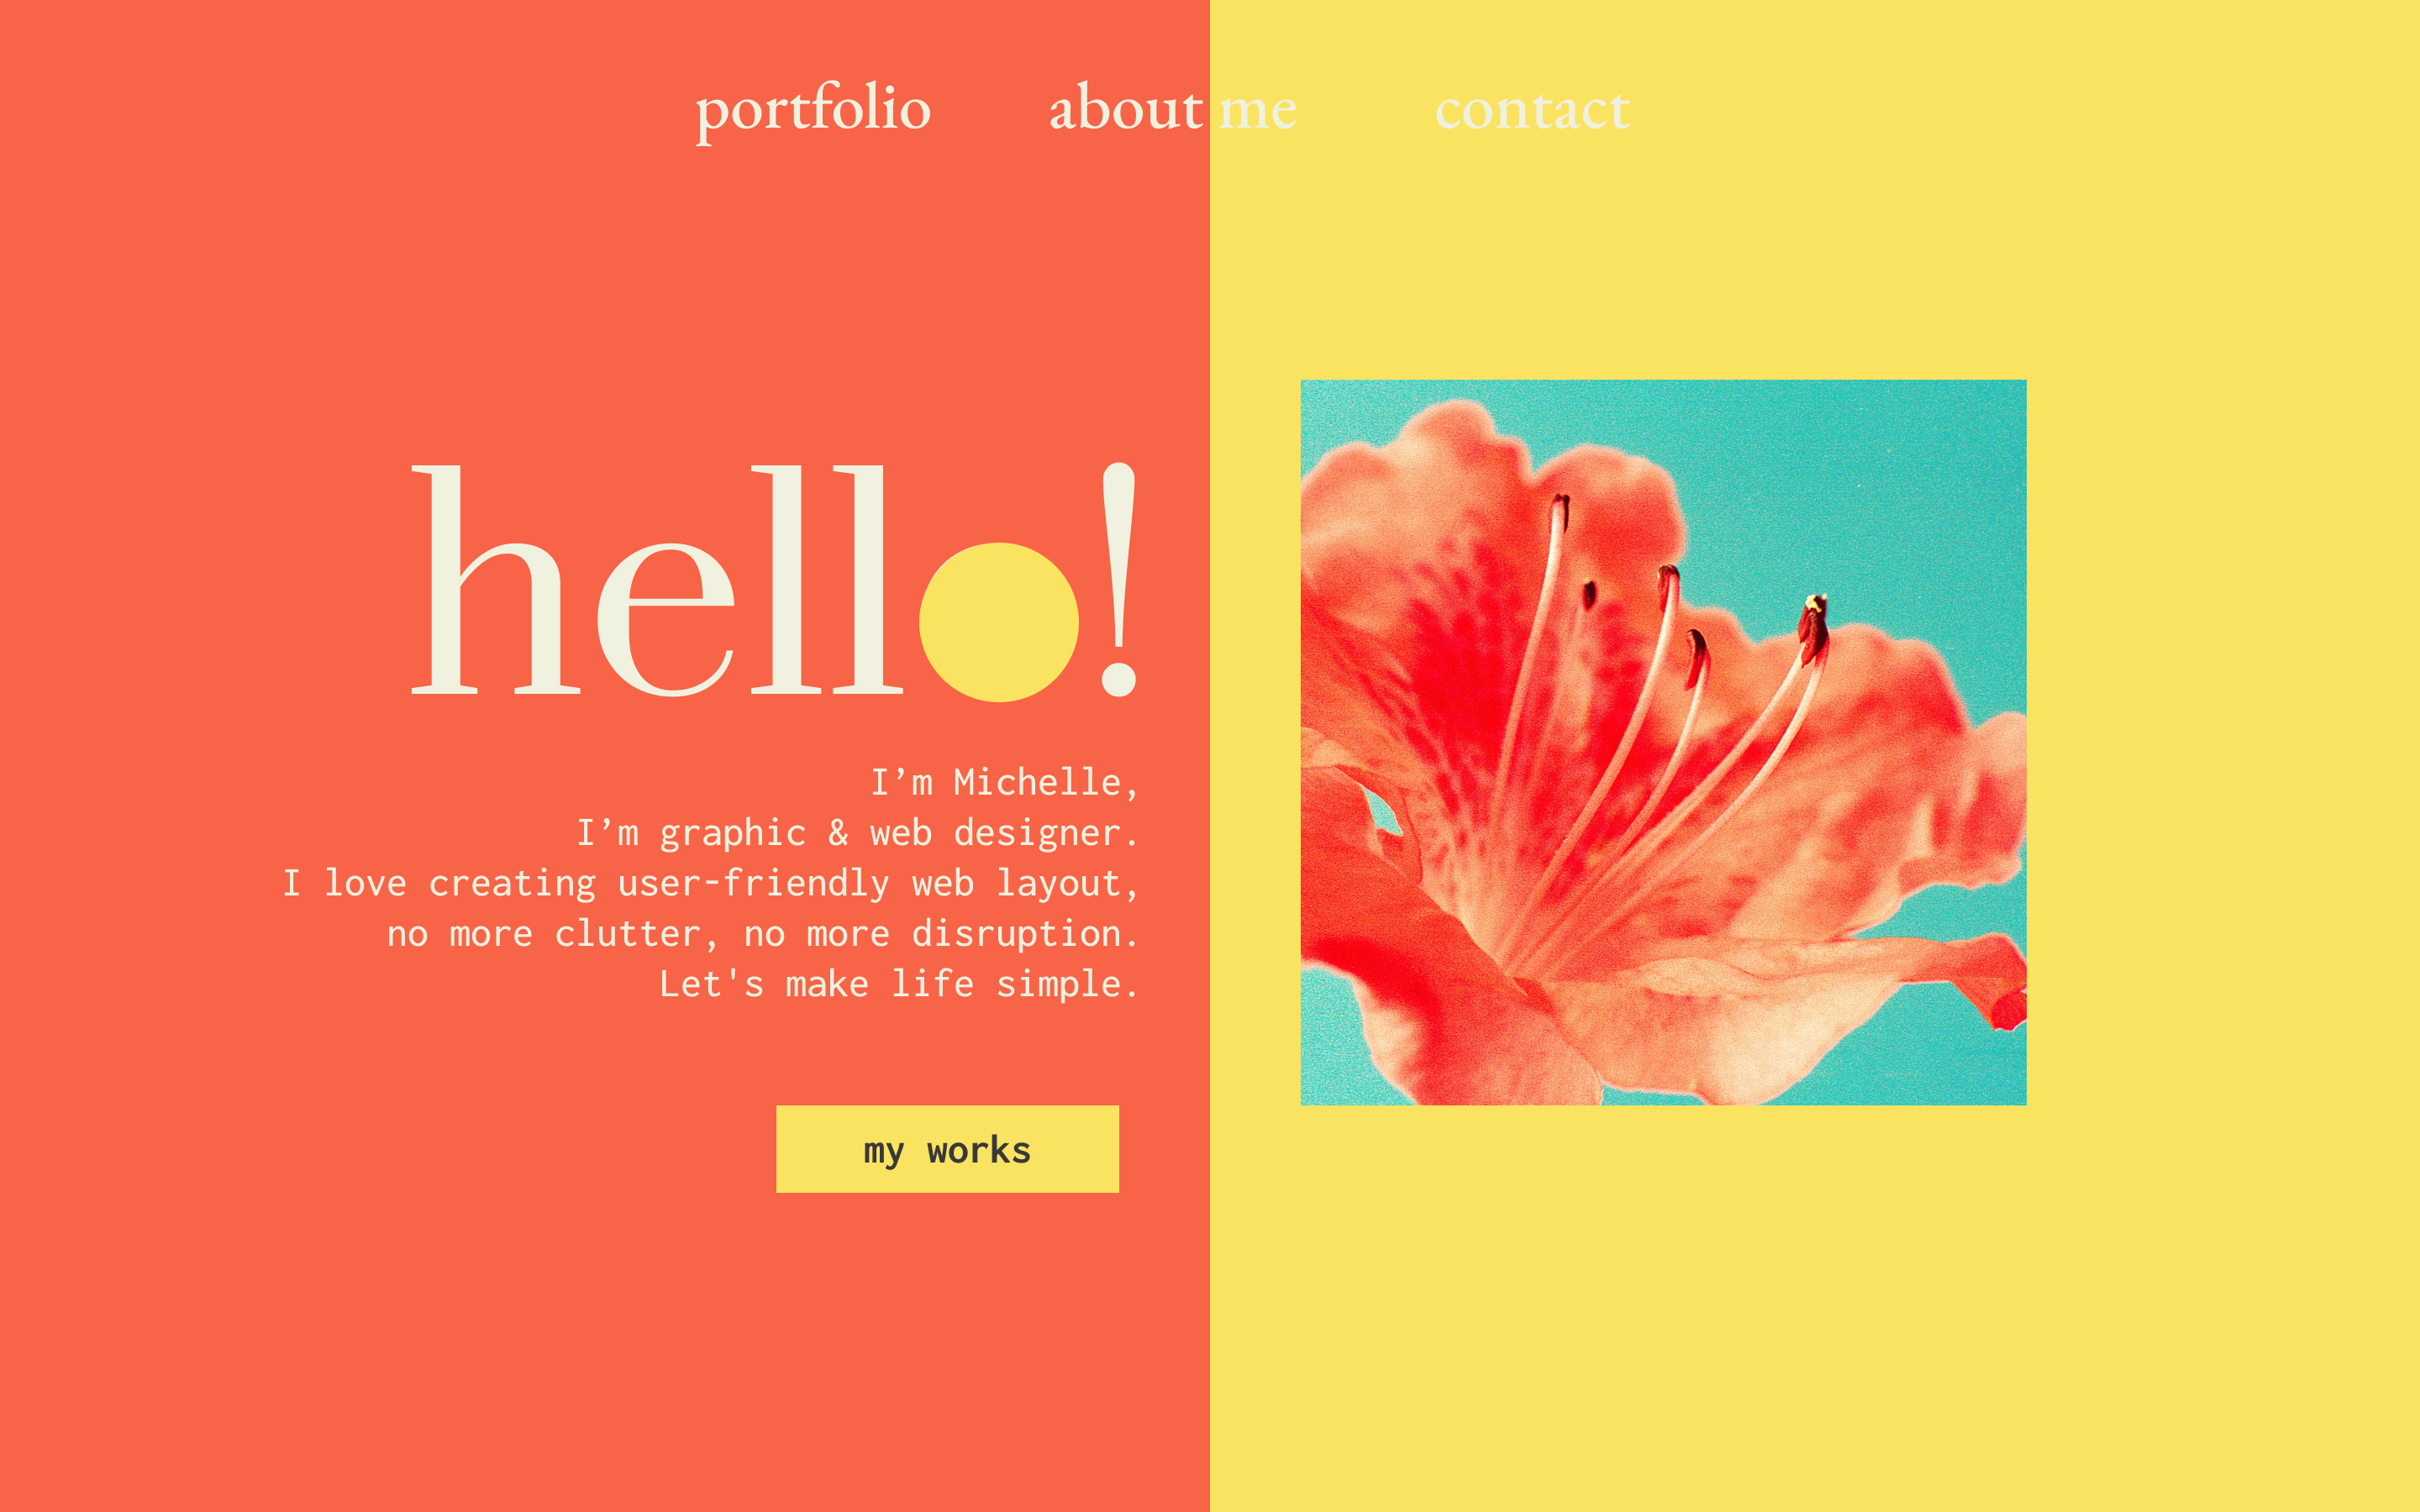 portfolio about me contact
hello!
I’m Michelle,
I’m graphic & web designer.
I love creating user-friendly web layout,
no more clutter, no more disruption.
Let's make life simple.
my works